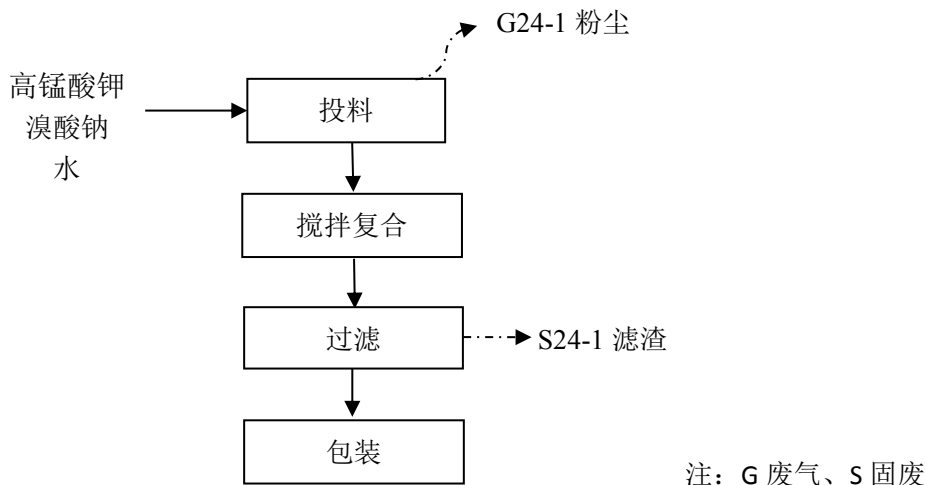 G24-1 粉尘
高锰酸钾
溴酸钠
水
投料
搅拌复合
过滤
S24-1 滤渣
包装
注：G 废气、S 固废